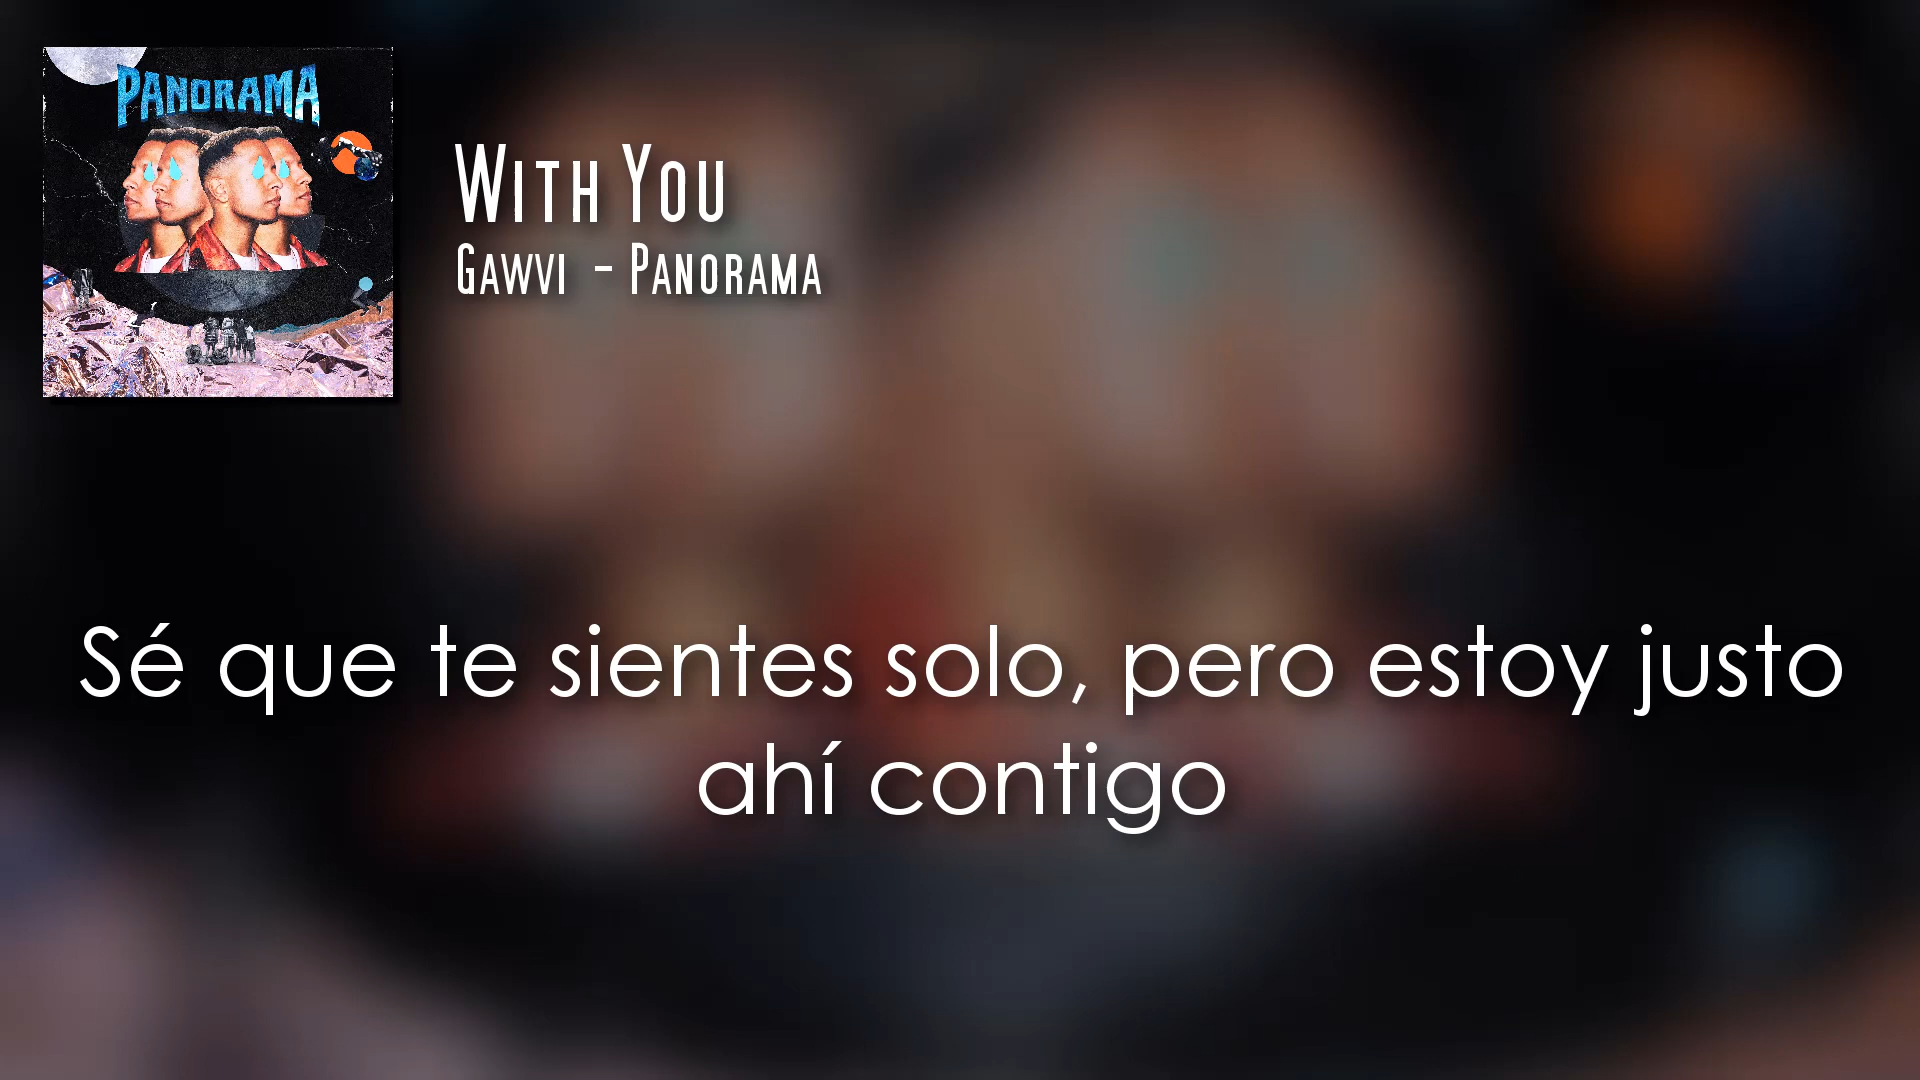 PANORAMA
With You
Gawvi - Panorama
Sé que te sientes solo, pero estoy justo
ahí contigo